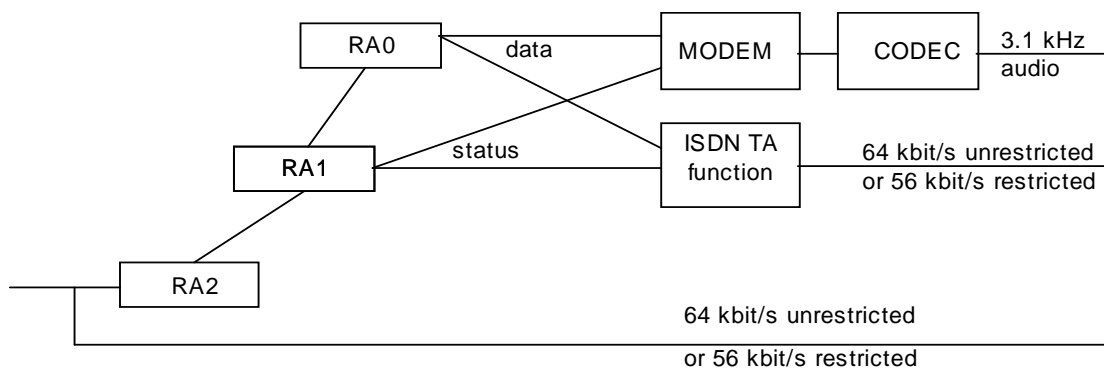 RA0
data
MODEM
CODEC
3.1 kHz
audio
RA1
status
ISDN TA
function
64 kbit/s unrestricted
or 56 kbit/s restricted
RA2
64 kbit/s unrestricted
or 56 kbit/s restricted